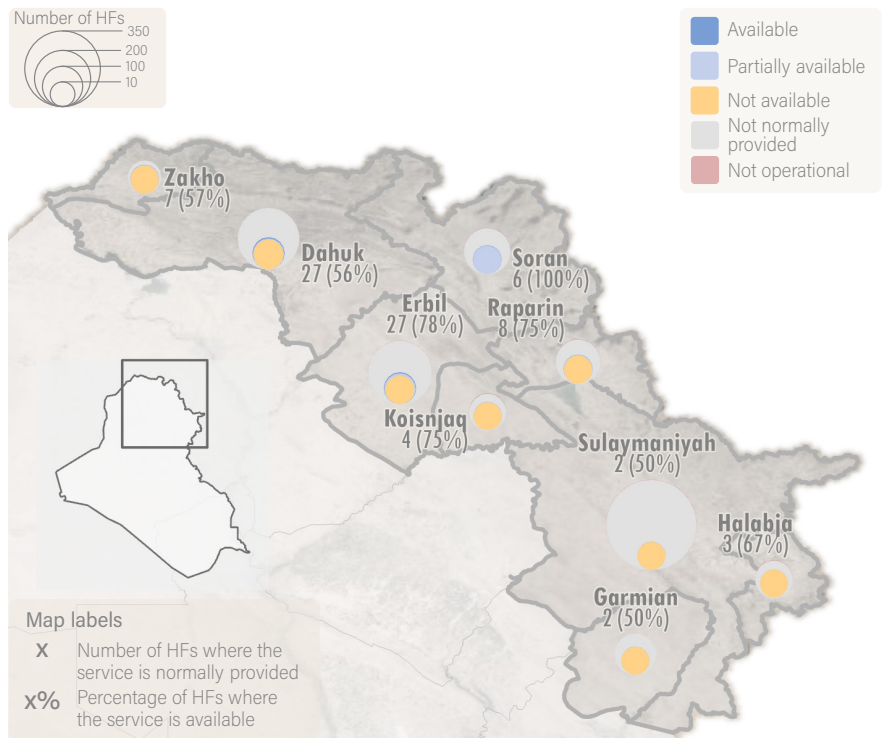 Number of HFs
350
200
100
10
Available
Partially available
Not available
Not normally
provided
Not operational
Zakho
7 (57%)
Dahuk
27 (56%)
Soran
6 (100%)
Erbil
27 (78%)
Raparin
8 (75%)
Koisnjaq
4 (75%)
Sulaymaniyah
2 (50%)
Halabja
3 (67%)
Garmian
2 (50%)
Map labels
X Number of HFs where the
service is normally provided
X% Percentage of HFs where
the service is available